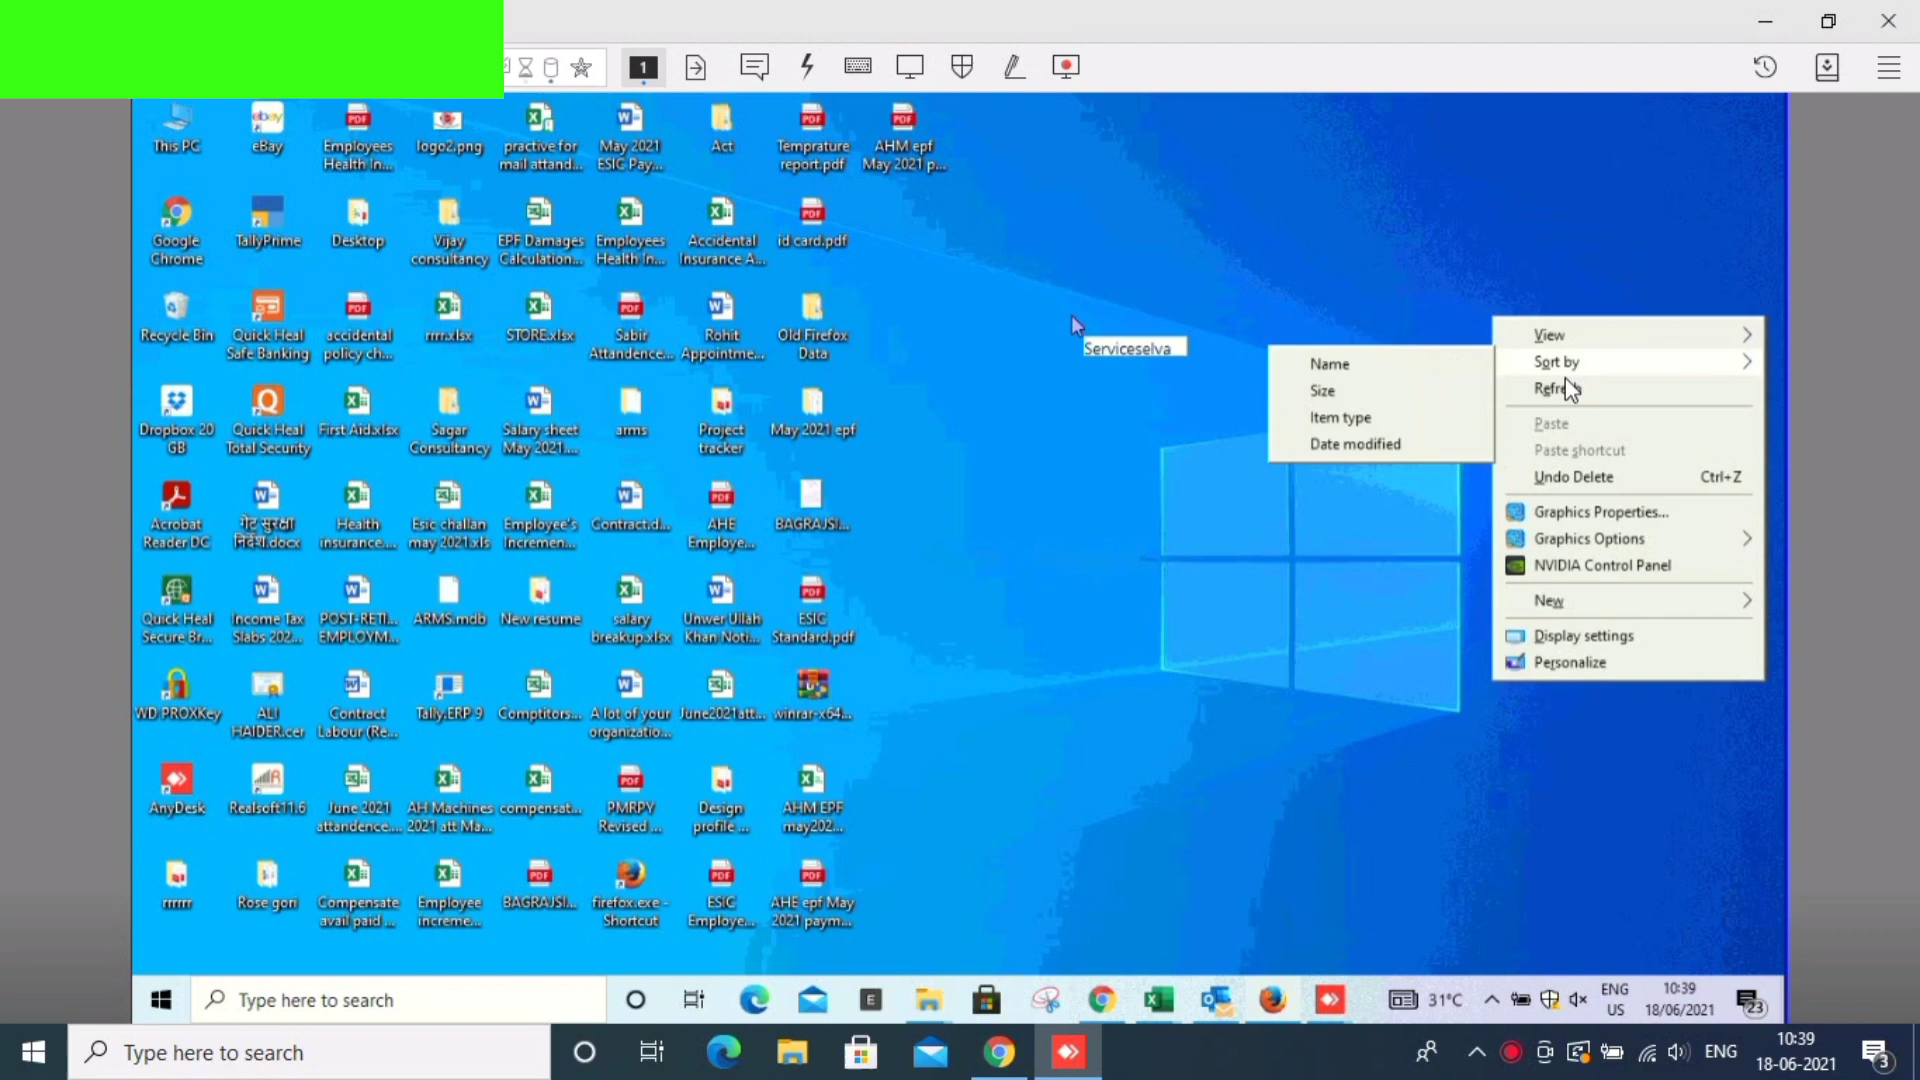 1
This PC
eBay
Employees
Health In...
logo2.png
practive for
mail attand...
May 2021
ESIC Pay...
Act
Temprature
report.pdf
AHM epf
May 2021 p...
Google
Chrome
TallyPrime
Desktop
Vijay
consultancy
EPF Damages
Calculation...
Employees
Health In...
Accidental
Insurance A...
id card.pdf
Recycle Bin
Quick Heal
Safe Banking
accidental
policy ch...
rrrr.xlsx
STORE.xlsx
Sabir
Attandence...
Rohit
Appointme...
Old Firefox
Data
Dropbox 20
GB
Quick Heal
Total Security
First Aid.xlsx
Sagar
Consultancy
Salary sheet
May 2021....
arms
Project
tracker
May 2021 epf
Acrobat
Reader DC
गेट सुरक्षा
निर्देश.docx
Health
insurance....
Esic challan
may 2021.xls
Employee's
Incremen...
Contract.d...
AHE
Employe...
BAGRAJSI...
Quick Heal
Secure Br...
Income Tax
Slabs 202...
POST-RETI...
EMPLOYM...
ARMS.mdb
New resume
salary
breakup.xlsx
Unwer Ullah
Khan Noti...
ESIC
Standard.pdf
WD PROXKey
ALI
HAIDER.cer
Contract
Labour (Re...
Tally.ERP 9
Comptitors...
A lot of your
organizatio...
June2021att...
winrar-x64...
AnyDesk
Realsoft11.6
June 2021
attandence....
AH Machines
2021 att Ma...
compensat...
PMRPY
Revised ...
Design
profile ...
AHM EPF
may202...
rrrrrr
Rose gori
Compensate
avail paid ...
Employee
increme...
BAGRAJSI...
firefox.exe -
Shortcut
ESIC
Employe...
AHE epf May
2021 paym...
Serviceselva
Name
Size
Item type
Date modified
View
Sort by
Refresh
Paste
Paste shortcut
Undo Delete Ctrl+Z
Graphics Properties...
Graphics Options
NVIDIA Control Panel
New
Display settings
Personalize
Type here to search
31°C
ENG
US
10:39
18/06/2021
23
Type here to search
ENG
10:39
18-06-2021
3